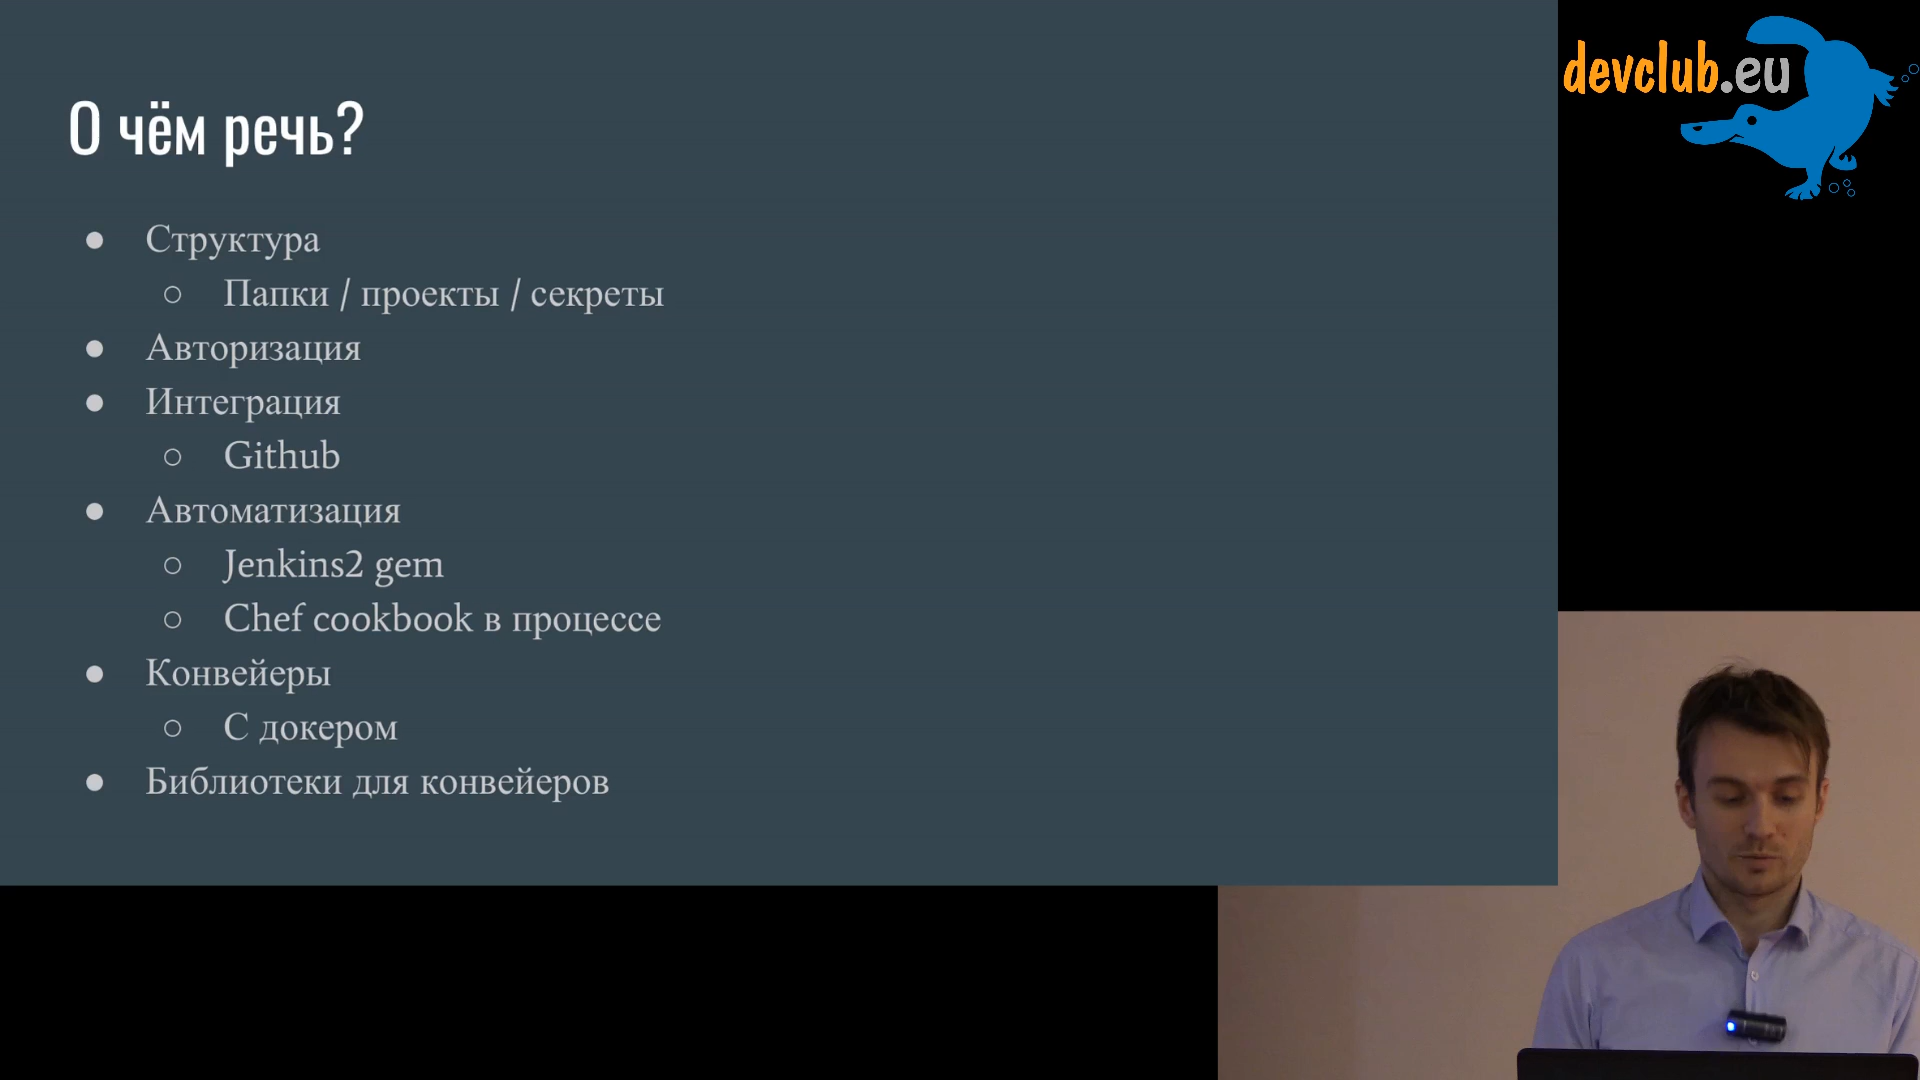 devclub.eu
О чём речь?
● Структура
○ Папки / проекты / секреты
● Авторизация
● Интеграция
○ Github
● Автоматизация
○ Jenkins2 gem
○ Chef cookbook в процессе
● Конвейеры
○ С докером
● Библиотеки для конвейеров